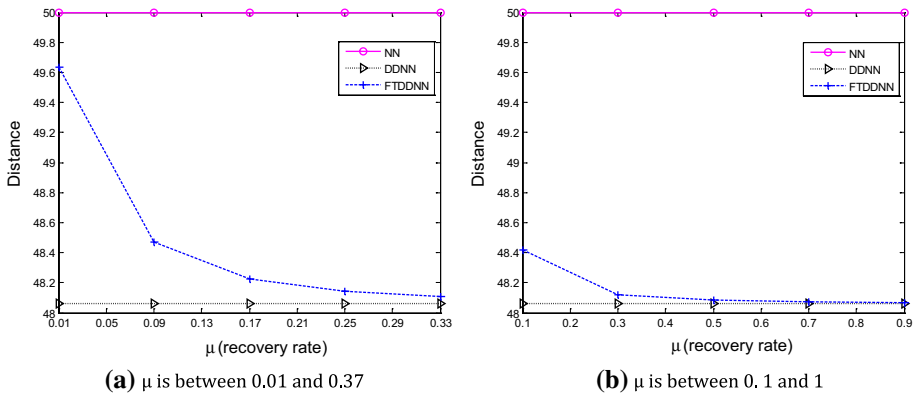 50
49.8
49.6
49.4
49.2
49
48.8
48.6
48.4
48.2
48
Distance
NN
DDNN
FTDDNN
0.01 0.05 0.09 0.13 0.17 0.21 0.25 0.29 0.33
μ (recovery rate)
(a) μ is between 0.01 and 0.37
50
49.8
49.6
49.4
49.2
49
48.8
48.6
48.4
48.2
48
Distance
NN
DDNN
FTDDNN
0.1 0.2 0.3 0.4 0.5 0.6 0.7 0.8 0.9
μ (recovery rate)
(b) μ is between 0. 1 and 1